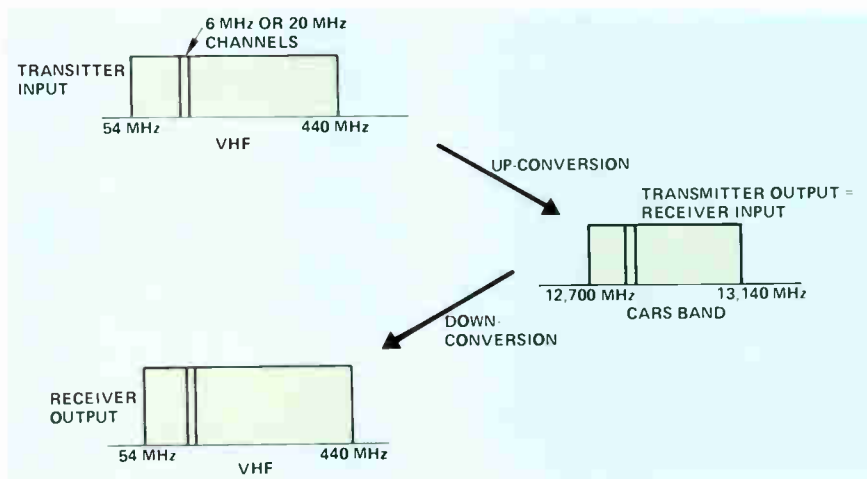 6 MHz OR 20 MHz
CHANNELS
TRANSITTER
INPUT
54 MHz
440 MHz
VHF
UP-CONVERSION
TRANSMITTER OUTPUT =
RECEIVER INPUT
12,700 MHz
13,140 MHz
CARS BAND
DOWN-
CONVERSION
RECEIVER
OUTPUT
54 MHz
440 MHz
VHF